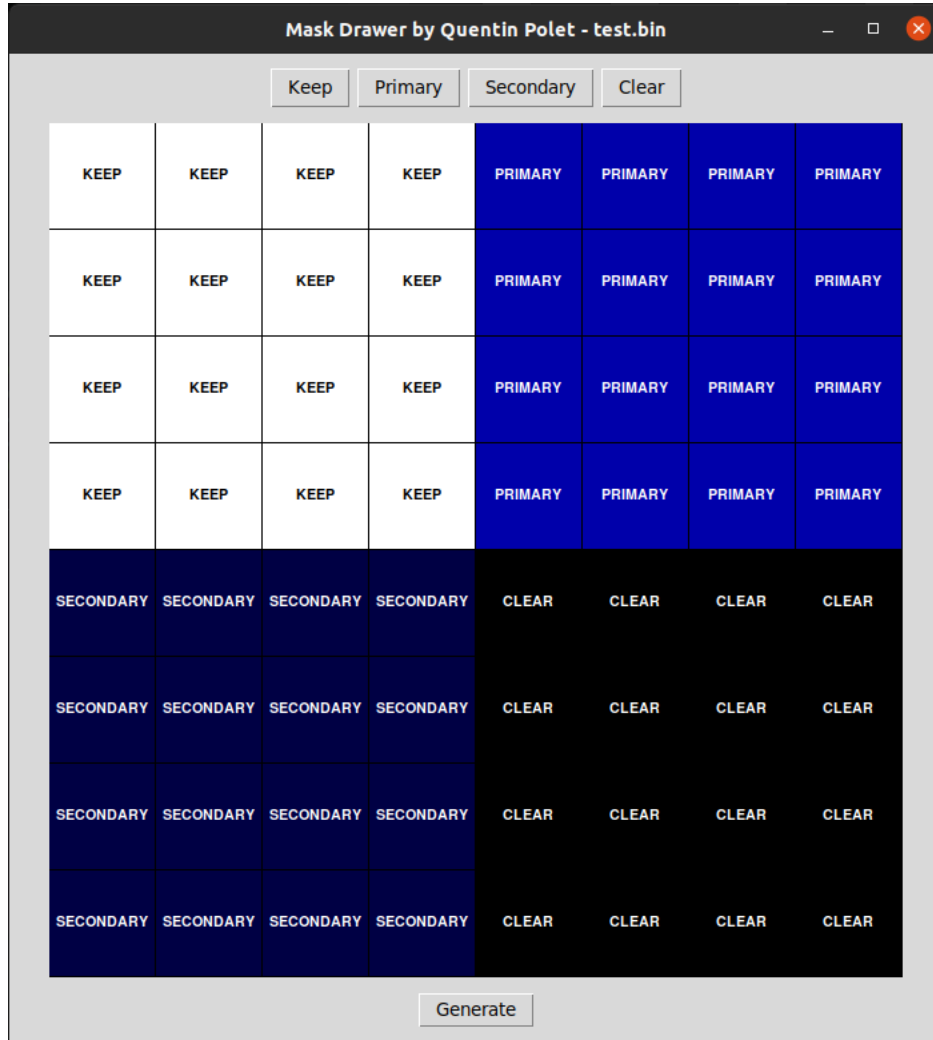 Mask Drawer by Quentin Polet - test.bin
Keep Primary Secondary Clear
KEEP KEEP KEEP KEEP PRIMARY PRIMARY PRIMARY PRIMARY
KEEP KEEP KEEP KEEP PRIMARY PRIMARY PRIMARY PRIMARY
KEEP KEEP KEEP KEEP PRIMARY PRIMARY PRIMARY PRIMARY
KEEP KEEP KEEP KEEP PRIMARY PRIMARY PRIMARY PRIMARY
SECONDARY SECONDARY SECONDARY SECONDARY CLEAR CLEAR CLEAR CLEAR
SECONDARY SECONDARY SECONDARY SECONDARY CLEAR CLEAR CLEAR CLEAR
SECONDARY SECONDARY SECONDARY SECONDARY CLEAR CLEAR CLEAR CLEAR
SECONDARY SECONDARY SECONDARY SECONDARY CLEAR CLEAR CLEAR CLEAR
Generate